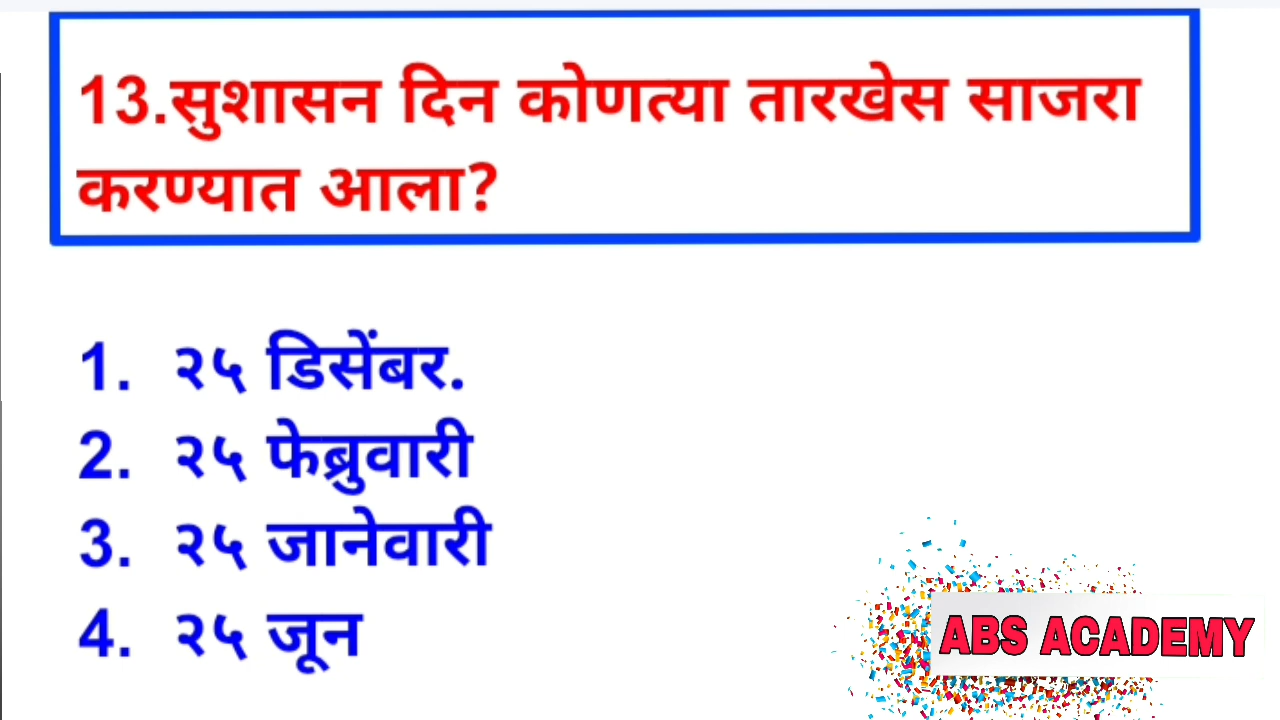 13.सुशासन दिन कोणत्या तारखेस साजरा
करण्यात आला?
1. २५ डिसेंबर.
2. २५ फेब्रुवारी
3. २५ जानेवारी
4. २५ जून
ABS ACADEMY